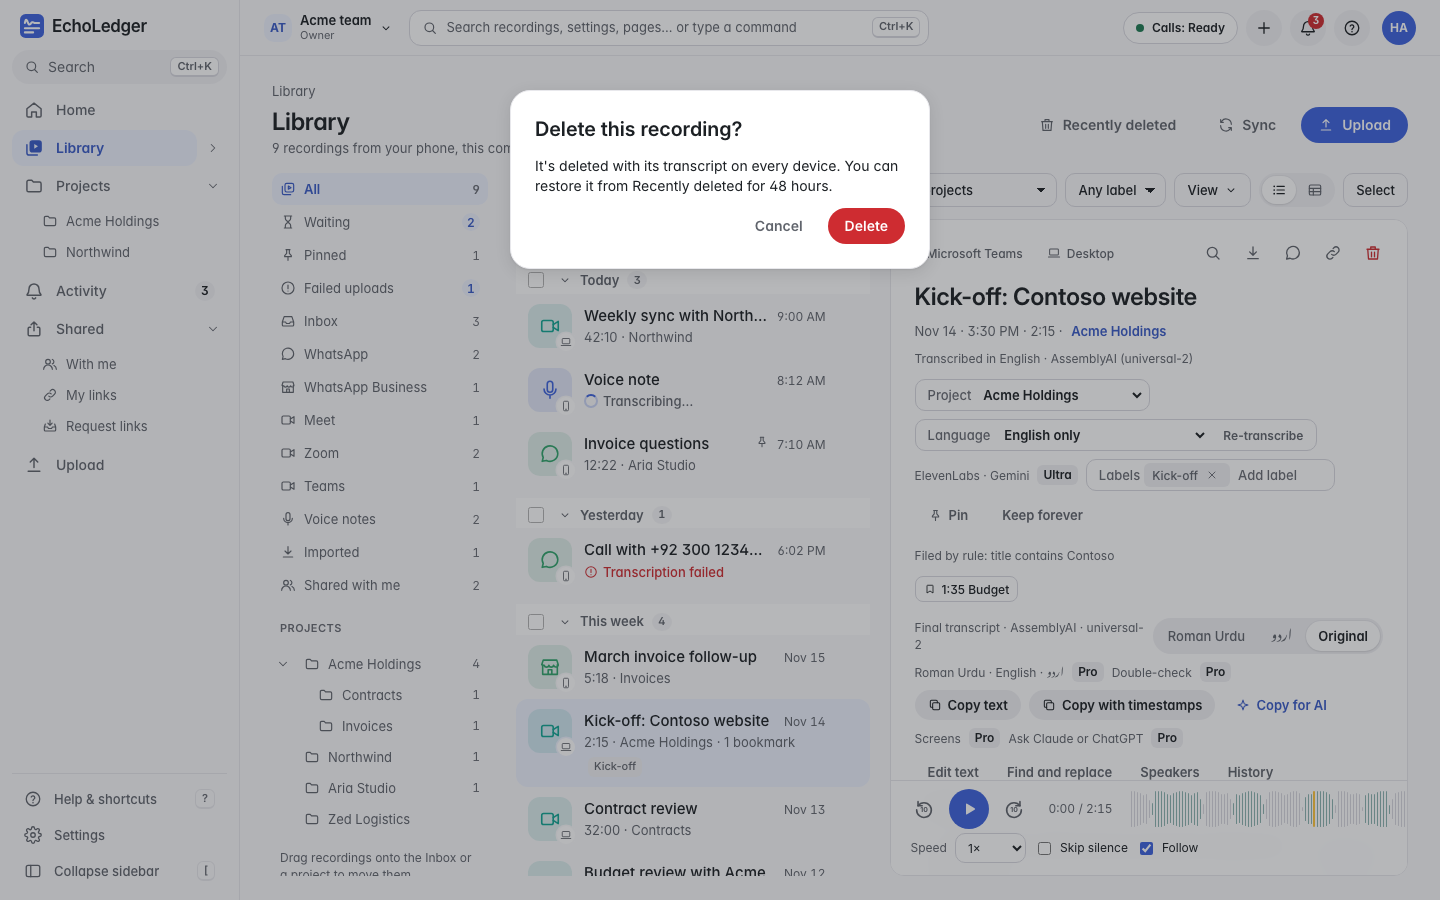 EchoLedger
Search
Ctrl+K
Home
Library
Projects
Acme Holdings
Northwind
Activity
3
Shared
With me
My links
Request links
Upload
Help & shortcuts
?
Settings
Collapse sidebar
[
AT
Acme team
Owner
Search recordings, settings, pages... or type a command
Ctrl+K
Calls: Ready
3
HA
Library
Library
9 recordings from your phone, this com
Recently deleted
Sync
Upload
Delete this recording?
It's deleted with its transcript on every device. You can
restore it from Recently deleted for 48 hours.
Cancel
Delete
rojects
Any label
View
Select
All 9
Waiting 2
Pinned 1
Failed uploads 1
Inbox 3
WhatsApp 2
WhatsApp Business 1
Meet 1
Zoom 2
Teams 1
Voice notes 2
Imported 1
Shared with me 2
PROJECTS
Acme Holdings 4
Contracts 1
Invoices 1
Northwind 1
Aria Studio 1
Zed Logistics
Drag recordings onto the Inbox or
a project to move them
Today 3
Weekly sync with North... 9:00 AM
42:10 · Northwind
Voice note 8:12 AM
Transcribing...
Invoice questions 7:10 AM
12:22 · Aria Studio
Yesterday 1
Call with +92 300 1234... 6:02 PM
Transcription failed
This week 4
March invoice follow-up Nov 15
5:18 · Invoices
Kick-off: Contoso website Nov 14
2:15 · Acme Holdings · 1 bookmark
Kick-off
Contract review Nov 13
32:00 · Contracts
Budget review with Acme Nov 12
Microsoft Teams
Desktop
Kick-off: Contoso website
Nov 14 · 3:30 PM · 2:15 · Acme Holdings
Transcribed in English · AssemblyAI (universal-2)
Project Acme Holdings
Language English only
Re-transcribe
ElevenLabs · Gemini Ultra
Labels Kick-off × Add label
Pin
Keep forever
Filed by rule: title contains Contoso
1:35 Budget
Final transcript · AssemblyAI · universal-
2
Roman Urdu
اردو
Original
Roman Urdu · English · اردو Pro Double-check Pro
Copy text
Copy with timestamps
Copy for AI
Screens Pro Ask Claude or ChatGPT Pro
Edit text
Find and replace
Speakers
History
10
10
0:00 / 2:15
Speed 1×
Skip silence
Follow